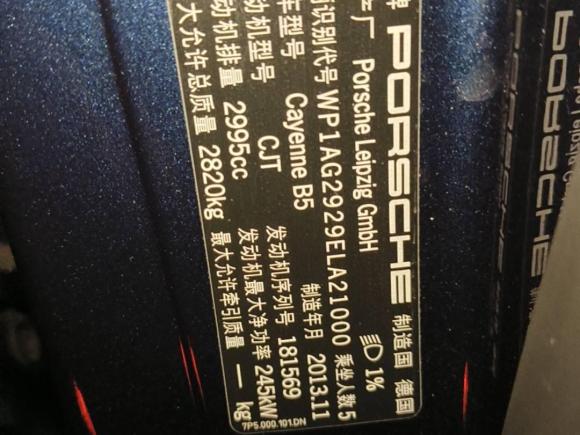 牌 PORSCHE 制造国 德国
产厂 Porsche Leipzig GmbH 1%
识别代号 WP1AG2929ELA21000 乘坐人数5
车型号 Cayenne B5 制造年月 2013.11
动机型号 CJT 发动机序列号 181569
动机排量 2995cc 发动机最大净功率 245kW
大允许总质量 2820kg 最大允许牵引质量 — kg
7P5.000.101.DN